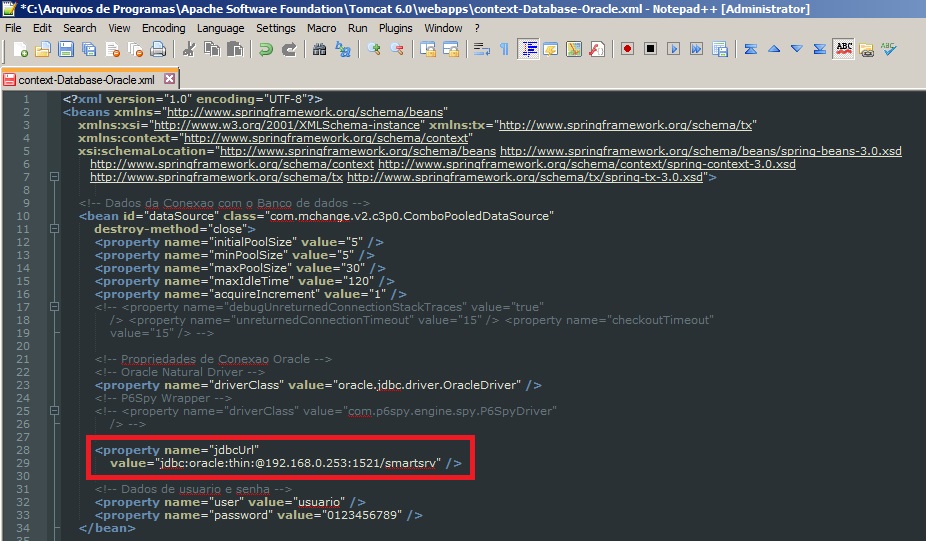 *C:\Arquivos de Programas\Apache Software Foundation\Tomcat 6.0\webapps\context-Database-Oracle.xml - Notepad++ [Administrator]
File Edit Search View Encoding Language Settings Macro Run Plugins Window ?
context-Database-Oracle.xml
1 <?xml version="1.0" encoding="UTF-8"?>
2 <beans xmlns="http://www.springframework.org/schema/beans"
3 xmlns:xsi="http://www.w3.org/2001/XMLSchema-instance" xmlns:tx="http://www.springframework.org/schema/tx"
4 xmlns:context="http://www.springframework.org/schema/context"
5 xsi:schemaLocation="http://www.springframework.org/schema/beans http://www.springframework.org/schema/beans/spring-beans-3.0.xsd
6 http://www.springframework.org/schema/context http://www.springframework.org/schema/context/spring-context-3.0.xsd
7 http://www.springframework.org/schema/tx http://www.springframework.org/schema/tx/spring-tx-3.0.xsd">
8
9 <!-- Dados da Conexao com o Banco de dados -->
10 <bean id="dataSource" class="com.mchange.v2.c3p0.ComboPooledDataSource"
11 destroy-method="close">
12 <property name="initialPoolSize" value="5" />
13 <property name="minPoolSize" value="5" />
14 <property name="maxPoolSize" value="30" />
15 <property name="maxIdleTime" value="120" />
16 <property name="acquireIncrement" value="1" />
17 <!-- <property name="debugUnreturnedConnectionStackTraces" value="true"
18 /> <property name="unreturnedConnectionTimeout" value="15" /> <property name="checkoutTimeout"
19 value="15" /> -->
20
21 <!-- Propriedades de Conexao Oracle -->
22 <!-- Oracle Natural Driver -->
23 <property name="driverClass" value="oracle.jdbc.driver.OracleDriver" />
24 <!-- P6Spy Wrapper -->
25 <!-- <property name="driverClass" value="com.p6spy.engine.spy.P6SpyDriver"
26 /> -->
27
28 <property name="jdbcUrl"
29 value="jdbc:oracle:thin:@192.168.0.253:1521/smartsrv" />
30
31 <!-- Dados de usuario e senha -->
32 <property name="user" value="usuario" />
33 <property name="password" value="0123456789" />
34 </bean>
35